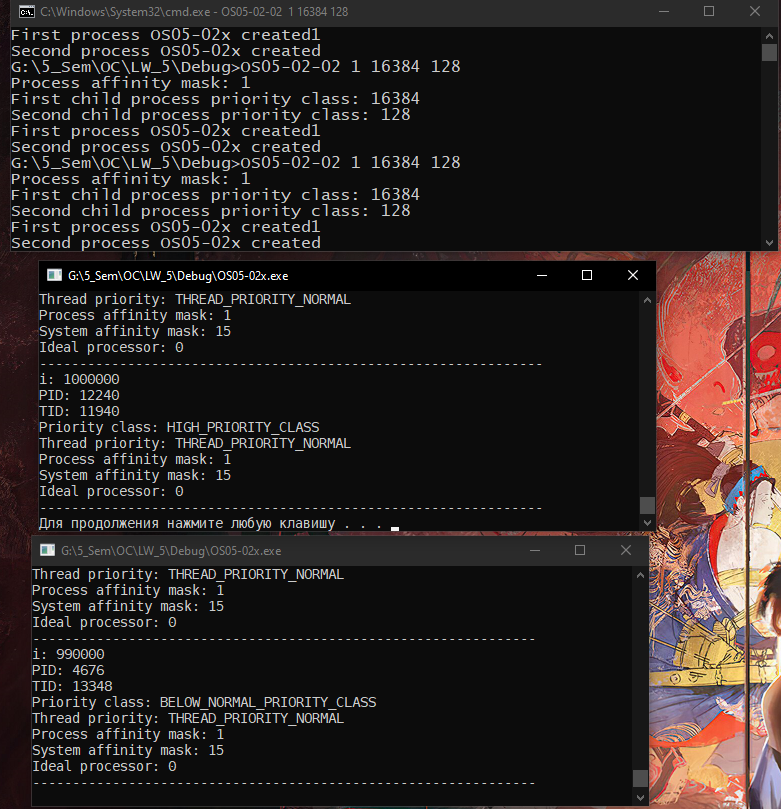 C:\Windows\System32\cmd.exe - OS05-02-02 1 16384 128
First process OS05-02x created1
Second process OS05-02x created
G:\5_Sem\OC\LW_5\Debug>OS05-02-02 1 16384 128
Process affinity mask: 1
First child process priority class: 16384
Second child process priority class: 128
First process OS05-02x created1
Second process OS05-02x created
G:\5_Sem\OC\LW_5\Debug>OS05-02-02 1 16384 128
Process affinity mask: 1
First child process priority class: 16384
Second child process priority class: 128
First process OS05-02x created1
Second process OS05-02x created
G:\5_Sem\OC\LW_5\Debug\OS05-02x.exe
Thread priority: THREAD_PRIORITY_NORMAL
Process affinity mask: 1
System affinity mask: 15
Ideal processor: 0
---------------------------------------------------------------
i: 1000000
PID: 12240
TID: 11940
Priority class: HIGH_PRIORITY_CLASS
Thread priority: THREAD_PRIORITY_NORMAL
Process affinity mask: 1
System affinity mask: 15
Ideal processor: 0
---------------------------------------------------------------
Для продолжения нажмите любую клавишу . . .
G:\5_Sem\OC\LW_5\Debug\OS05-02x.exe
Thread priority: THREAD_PRIORITY_NORMAL
Process affinity mask: 1
System affinity mask: 15
Ideal processor: 0
---------------------------------------------------------------
i: 990000
PID: 4676
TID: 13348
Priority class: BELOW_NORMAL_PRIORITY_CLASS
Thread priority: THREAD_PRIORITY_NORMAL
Process affinity mask: 1
System affinity mask: 15
Ideal processor: 0
---------------------------------------------------------------